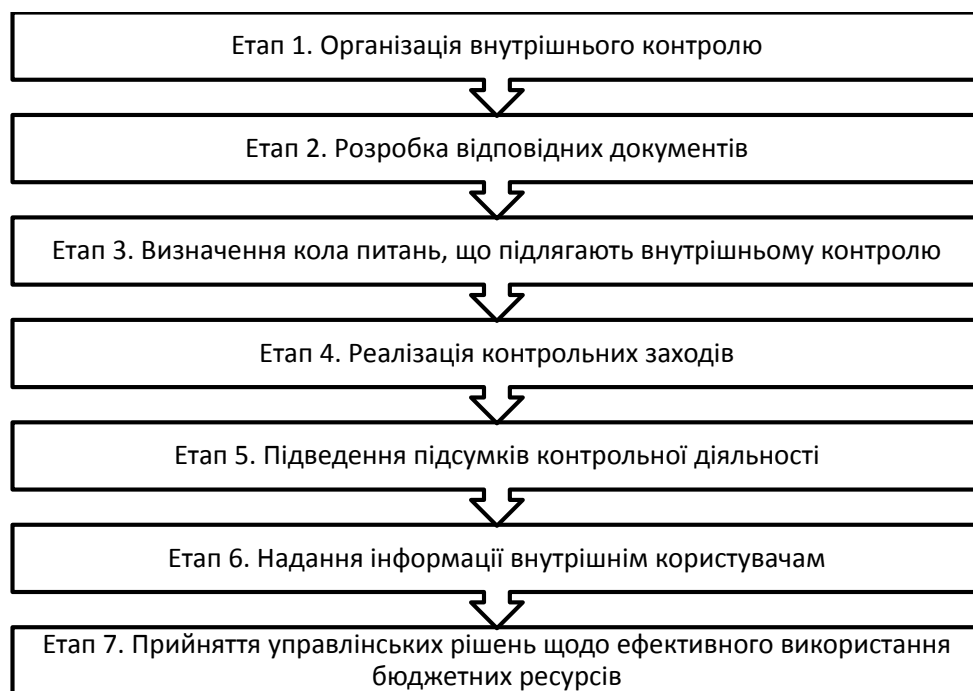 Етап 1. Організація внутрішнього контролю
Етап 2. Розробка відповідних документів
Етап 3. Визначення кола питань, що підлягають внутрішньому контролю
Етап 4. Реалізація контрольних заходів
Етап 5. Підведення підсумків контрольної діяльності
Етап 6. Надання інформації внутрішнім користувачам
Етап 7. Прийняття управлінських рішень щодо ефективного використання
бюджетних ресурсів